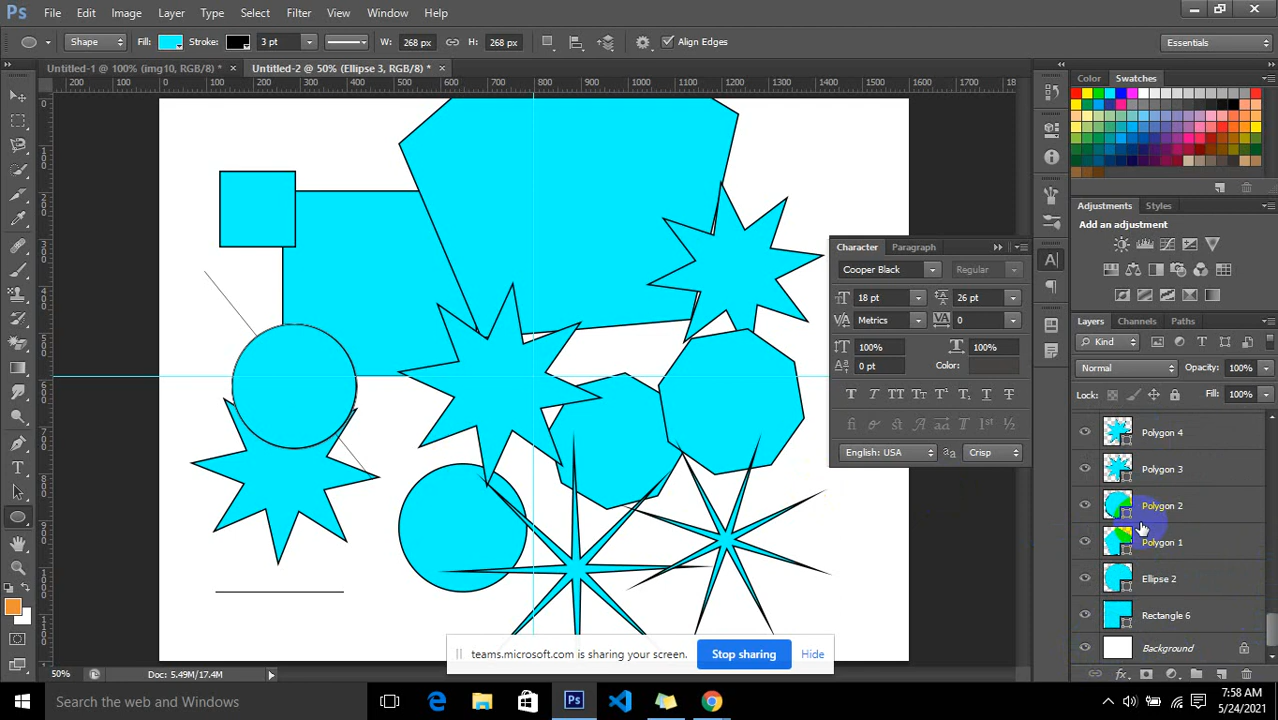 Ps File Edit Image Layer Type Select Filter View Window Help
Shape Fill: Stroke: 3 pt W: 268 px H: 268 px Align Edges Essentials
Untitled-1 @ 100% (img10, RGB/8) * × Untitled-2 @ 50% (Ellipse 3, RGB/8) * ×
Color Swatches
Adjustments Styles
Add an adjustment
Character Paragraph
Cooper Black Regular
18 pt 26 pt
Metrics 0
100% 100%
0 pt Color:
English: USA aa Crisp
Layers Channels Paths
Kind
Normal Opacity: 100%
Lock: Fill: 100%
Polygon 4
Polygon 3
Polygon 2
Polygon 1
Ellipse 2
Rectangle 6
Background
teams.microsoft.com is sharing your screen. Stop sharing Hide
50% Doc: 5.49M/17.4M
Search the web and Windows
7:58 AM
5/24/2021